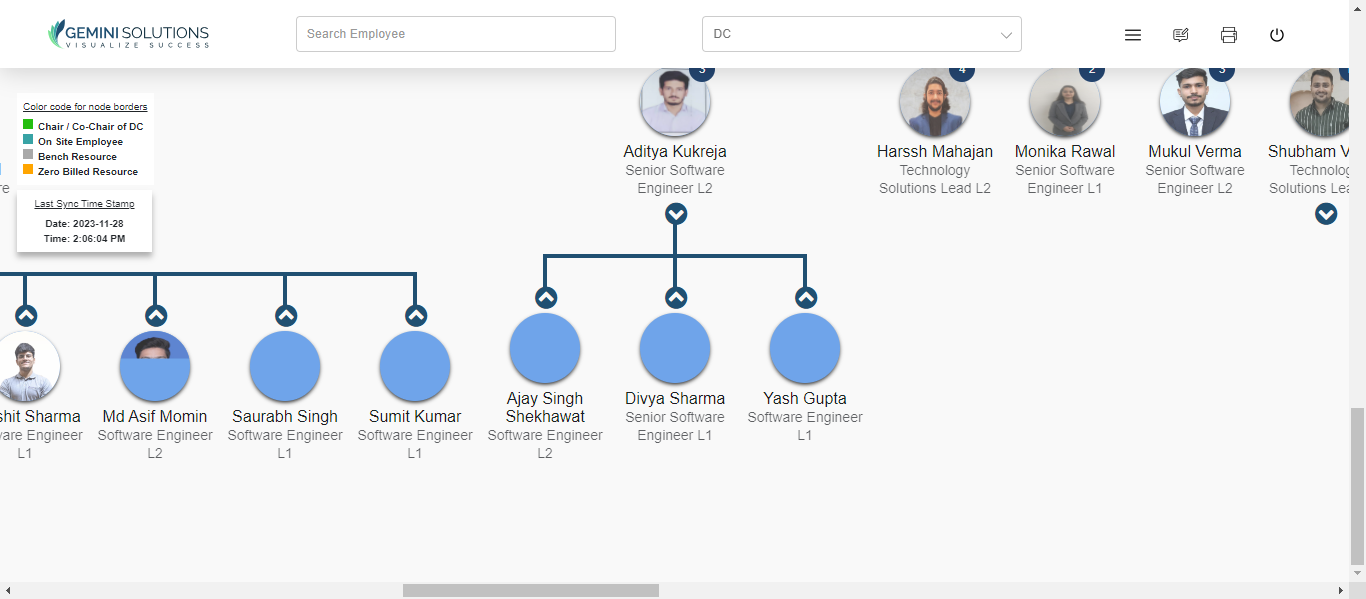 GEMINI SOLUTIONS
VISUALIZE SUCCESS
Search Employee
DC
Color code for node borders
Chair / Co-Chair of DC
On Site Employee
Bench Resource
Zero Billed Resource
Last Sync Time Stamp
Date: 2023-11-28
Time: 2:06:04 PM
3
Aditya Kukreja
Senior Software
Engineer L2
4
Harssh Mahajan
Technology
Solutions Lead L2
2
Monika Rawal
Senior Software
Engineer L1
3
Mukul Verma
Senior Software
Engineer L2
Shubham V
Technolog
Solutions Lea
re
shit Sharma
ware Engineer
L1
Md Asif Momin
Software Engineer
L2
Saurabh Singh
Software Engineer
L1
Sumit Kumar
Software Engineer
L1
Ajay Singh
Shekhawat
Software Engineer
L2
Divya Sharma
Senior Software
Engineer L1
Yash Gupta
Software Engineer
L1